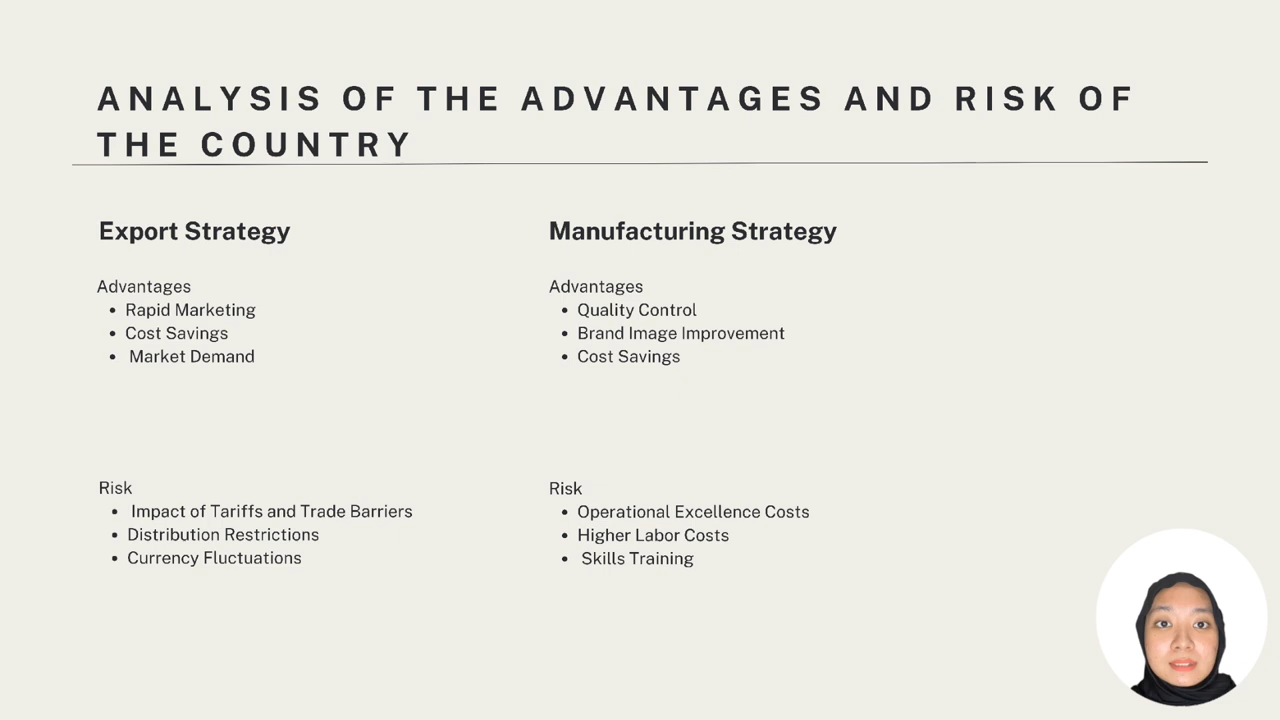 ANALYSIS OF THE ADVANTAGES AND RISK OF
THE COUNTRY
Export Strategy
Advantages
• Rapid Marketing
• Cost Savings
• Market Demand
Risk
• Impact of Tariffs and Trade Barriers
• Distribution Restrictions
• Currency Fluctuations
Manufacturing Strategy
Advantages
• Quality Control
• Brand Image Improvement
• Cost Savings
Risk
• Operational Excellence Costs
• Higher Labor Costs
• Skills Training